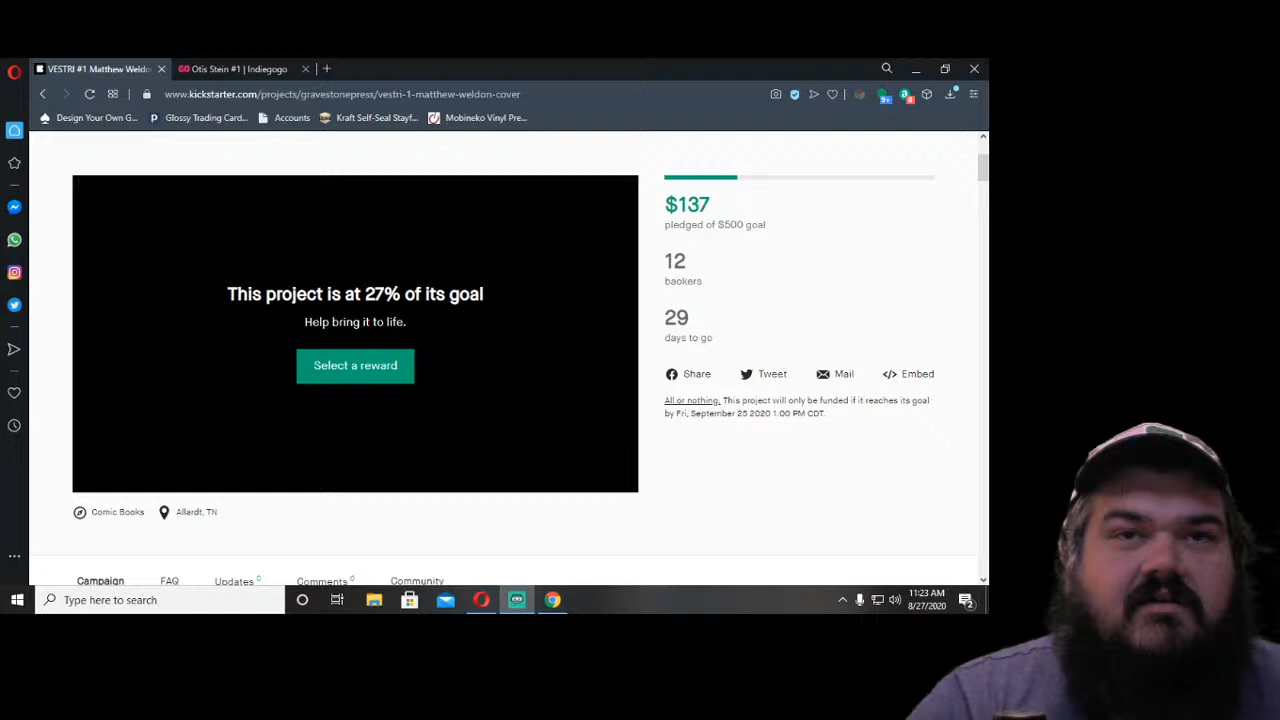 VESTRI #1 Matthew Weldo
Otis Stein #1 | Indiegogo
www.kickstarter.com/projects/gravestonepress/vestri-1-matthew-weldon-cover
9+
8
Design Your Own G...
Glossy Trading Card...
Accounts
Kraft Self-Seal Stayf...
Mobineko Vinyl Pre...
This project is at 27% of its goal
Help bring it to life.
Select a reward
$137
pledged of $500 goal
12
backers
29
days to go
Share
Tweet
Mail
Embed
All or nothing. This project will only be funded if it reaches its goal
by Fri, September 25 2020 1:00 PM CDT.
Comic Books
Allardt, TN
Campaign
FAQ
Updates 0
Comments 0
Community
Type here to search
11:23 AM
8/27/2020
2